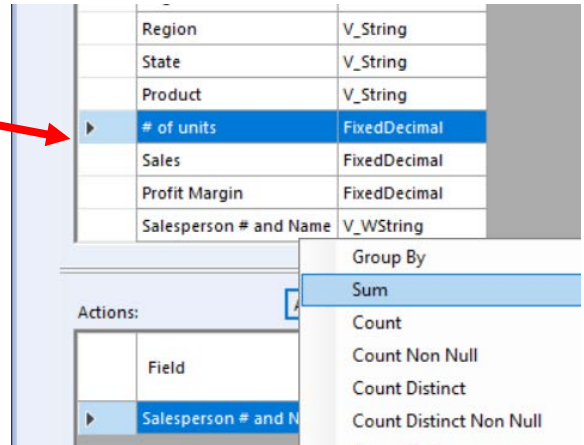 Region V_String
State V_String
Product V_String
# of units FixedDecimal
Sales FixedDecimal
Profit Margin FixedDecimal
Salesperson # and Name V_WString
Group By
Sum
Actions:
Count
Count Non Null
Field
Count Distinct
Salesperson # and
Count Distinct Non Null